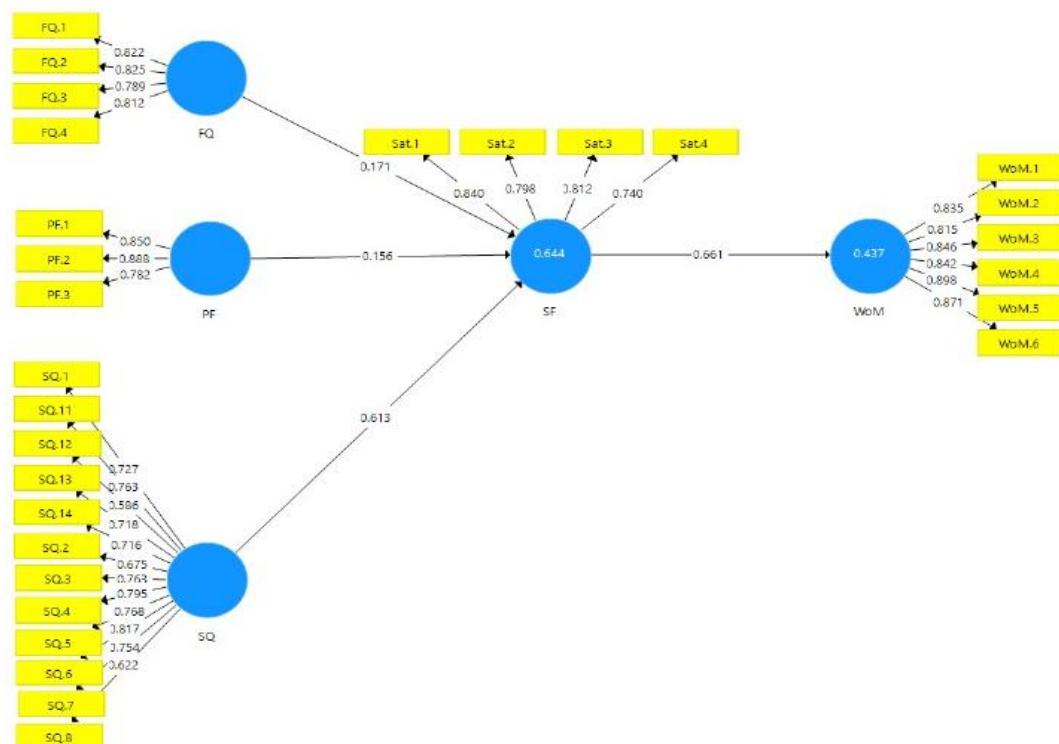 FQ.1
FQ.2
FQ.3
FQ.4
0.822
0.825
0.789
0.812
FQ
0.171
Sat.1
Sat.2
Sat.3
Sat.4
0.840
0.798
0.812
0.740
PF.1
PF.2
PF.3
0.850
0.888
0.782
PF
0.156
0.644
SF
0.661
0.437
WoM
0.835
0.815
0.846
0.842
0.898
0.871
WoM.1
WoM.2
WoM.3
WoM.4
WoM.5
WoM.6
SQ.1
SQ.11
SQ.12
SQ.13
SQ.14
SQ.2
SQ.3
SQ.4
SQ.5
SQ.6
SQ.7
SQ.8
0.727
0.763
0.586
0.718
0.716
0.675
0.763
0.795
0.768
0.817
0.754
0.622
SQ
0.613